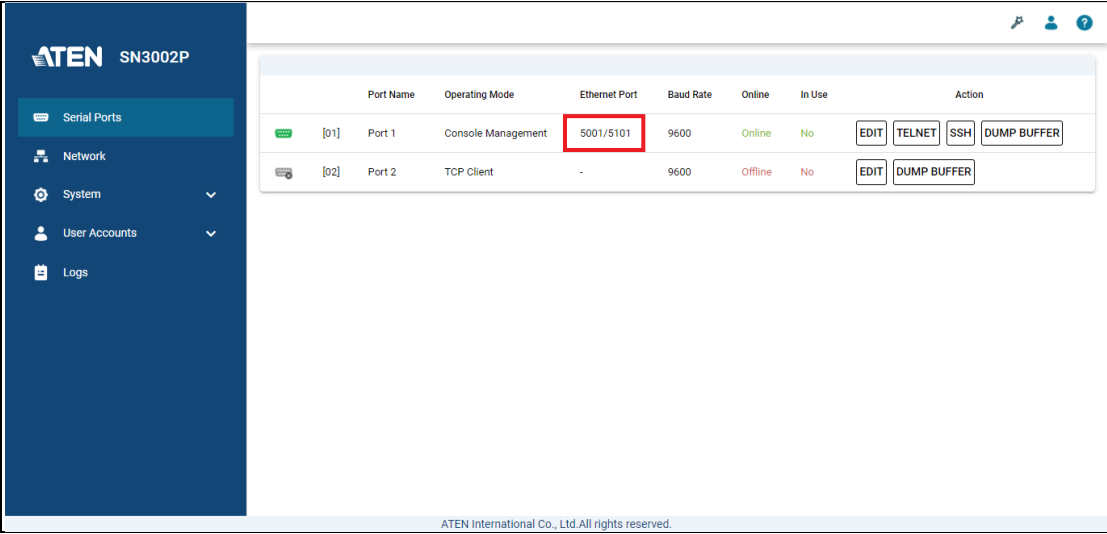 ATEN SN3002P
Serial Ports
Network
System
User Accounts
Logs
Port Name Operating Mode Ethernet Port Baud Rate Online In Use Action
[01] Port 1 Console Management 5001/5101 9600 Online No EDIT TELNET SSH DUMP BUFFER
[02] Port 2 TCP Client - 9600 Offline No EDIT DUMP BUFFER
ATEN International Co., Ltd.All rights reserved.